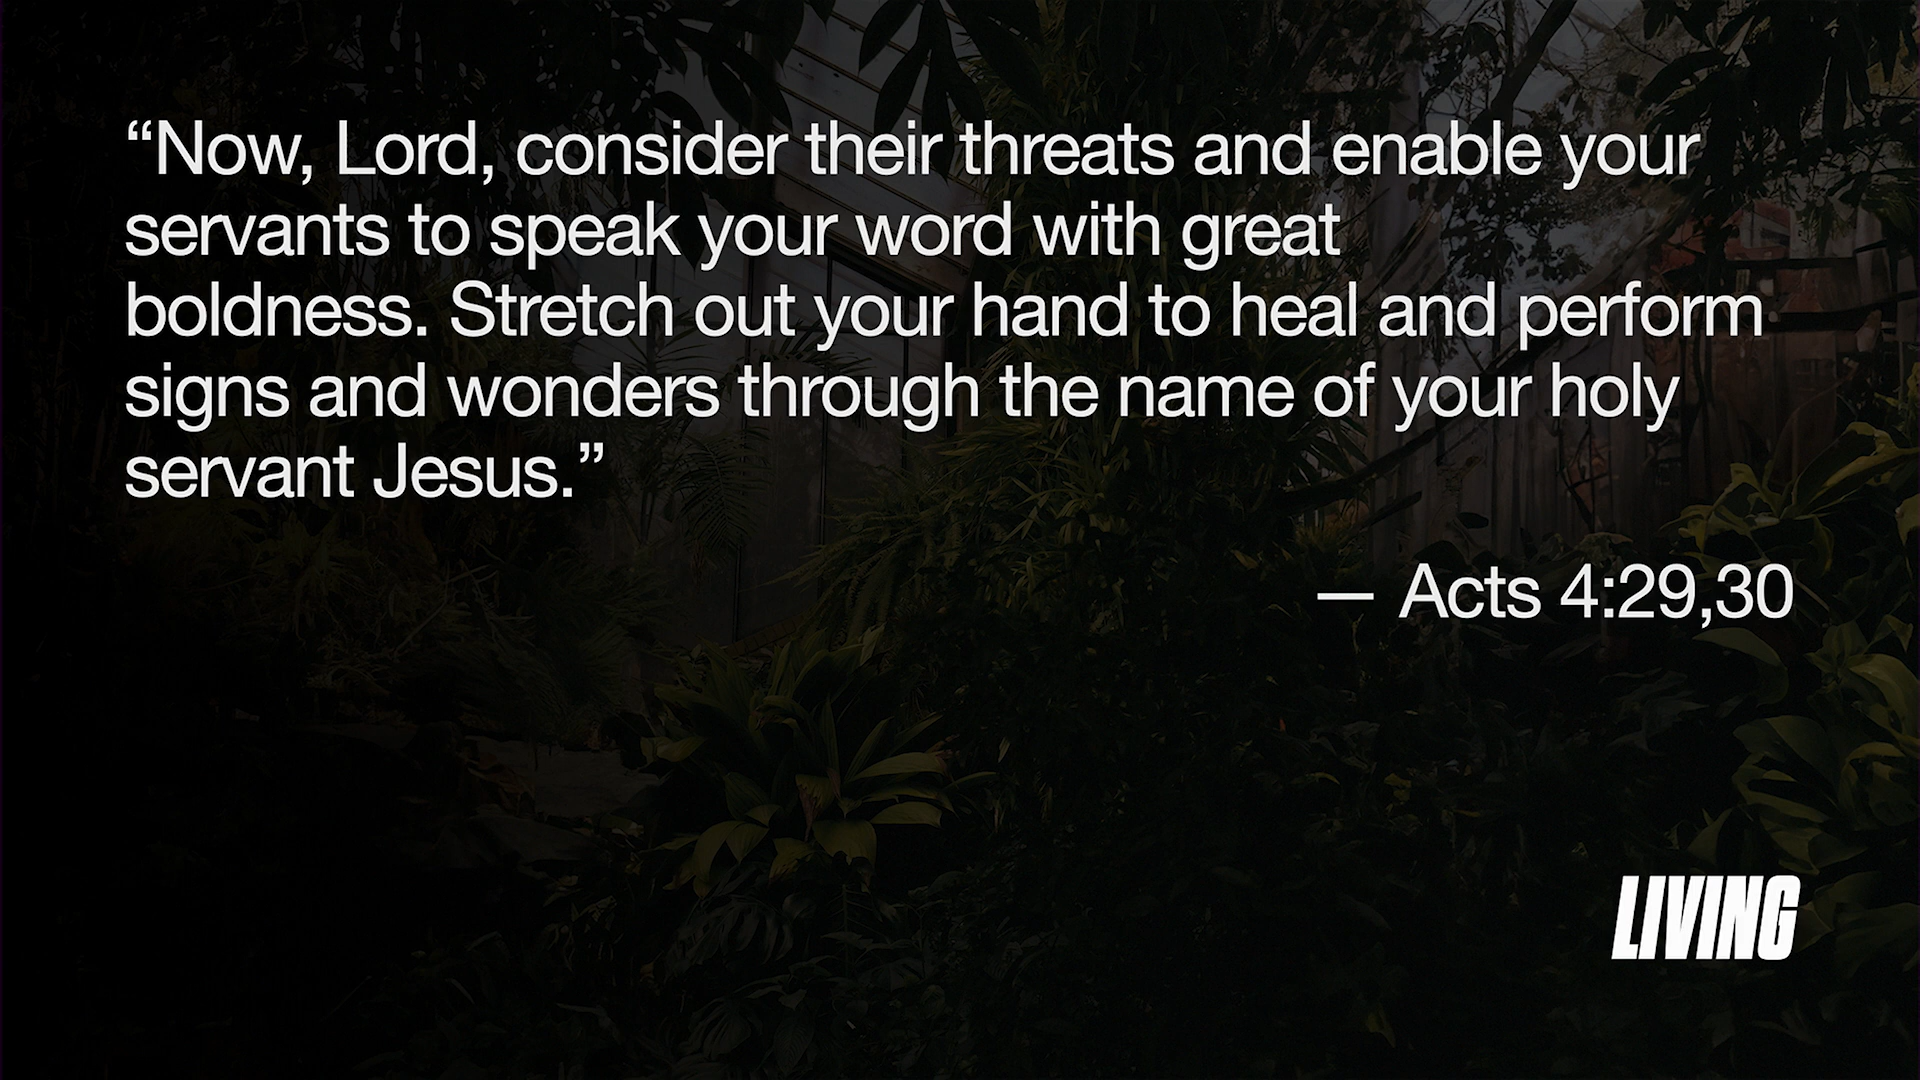 “Now, Lord, consider their threats and enable your
servants to speak your word with great
boldness. Stretch out your hand to heal and perform
signs and wonders through the name of your holy
servant Jesus.”
— Acts 4:29,30
LIVING